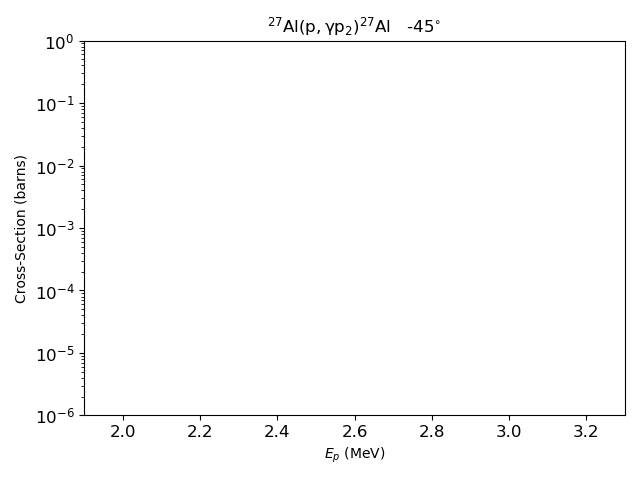 ²⁷Al(p, γp₂)²⁷Al -45°
10⁰
10⁻¹
10⁻²
10⁻³
10⁻⁴
10⁻⁵
10⁻⁶
Cross-Section (barns)
2.0 2.2 2.4 2.6 2.8 3.0 3.2
Eₚ (MeV)